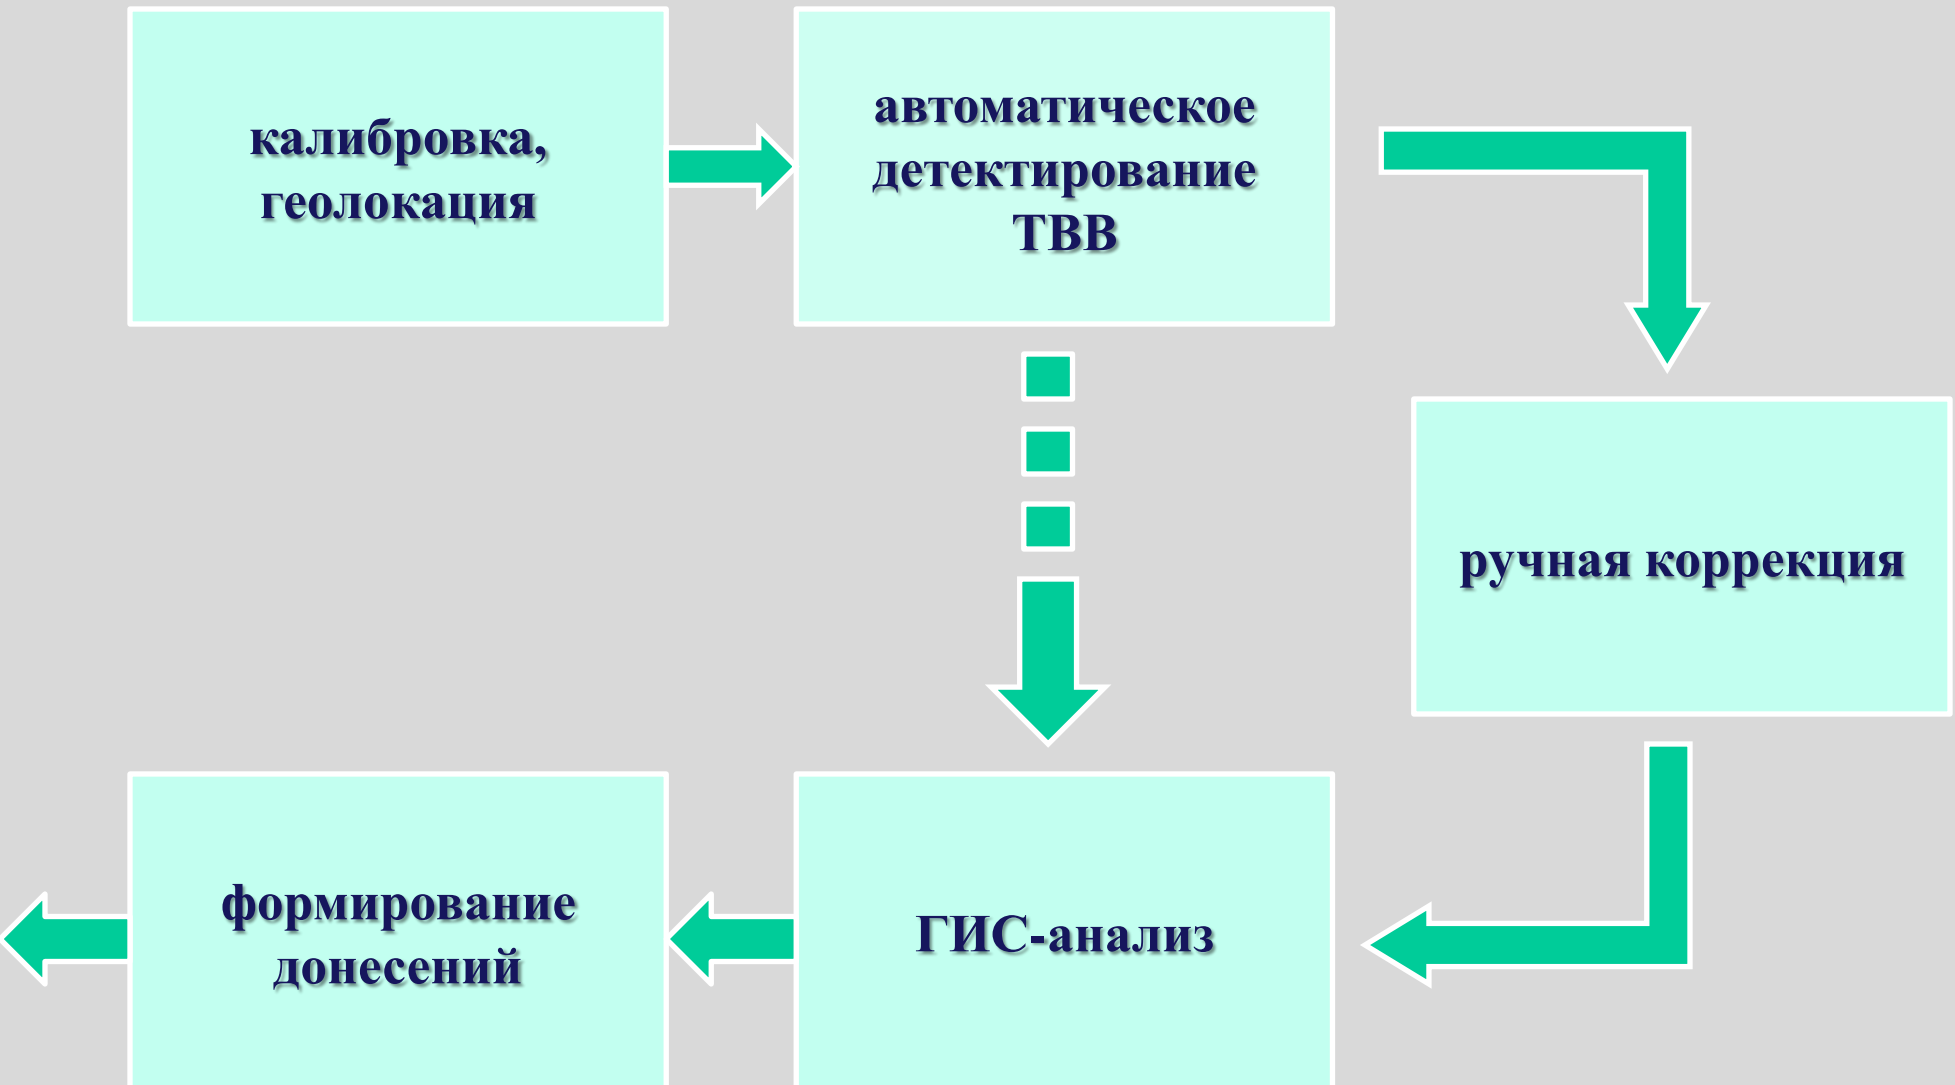 калибровка,
геолокация
автоматическое
детектирование
ТВВ
ручная коррекция
ГИС-анализ
формирование
донесений